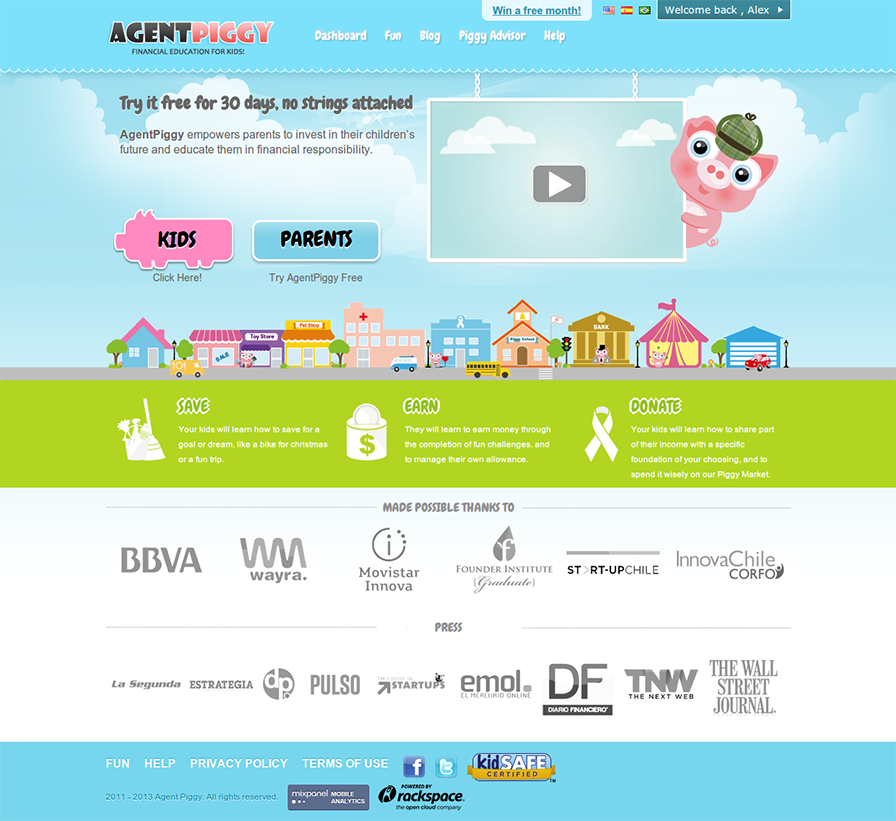 Win a free month!
Welcome back , Alex
AGENTPIGGY
FINANCIAL EDUCATION FOR KIDS!
Dashboard Fun Blog Piggy Advisor Help
Try it free for 30 days, no strings attached
AgentPiggy empowers parents to invest in their children's
future and educate them in financial responsibility.
KIDS
PARENTS
Click Here!
Try AgentPiggy Free
SALE
Toy Store
Pet Shop
Piggy School
BANK
SAVE
Your kids will learn how to save for a
goal or dream, like a bike for christmas
or a fun trip.
EARN
They will learn to earn money through
the completion of fun challenges, and
to manage their own allowance.
DONATE
Your kids will learn how to share part
of their income with a specific
foundation of your choosing, and to
spend it wisely on our Piggy Market.
MADE POSSIBLE THANKS TO
BBVA
wayra.
Movistar
Innova
FOUNDER INSTITUTE
{Graduate}
START-UPCHILE
InnovaChile
CORFO
PRESS
La Segunda
ESTRATEGIA
dp.
PULSO
STARTUPS
emol.
EL MERCURIO ONLINE
DF
DIARIO FINANCIERO
TNW
THE NEXT WEB
THE WALL
STREET
JOURNAL.
FUN HELP PRIVACY POLICY TERMS OF USE
kidSAFE
CERTIFIED
TM
2011 - 2013 Agent Piggy. All rights reserved.
mixpanel MOBILE
ANALYTICS
POWERED BY
rackspace.
the open cloud company